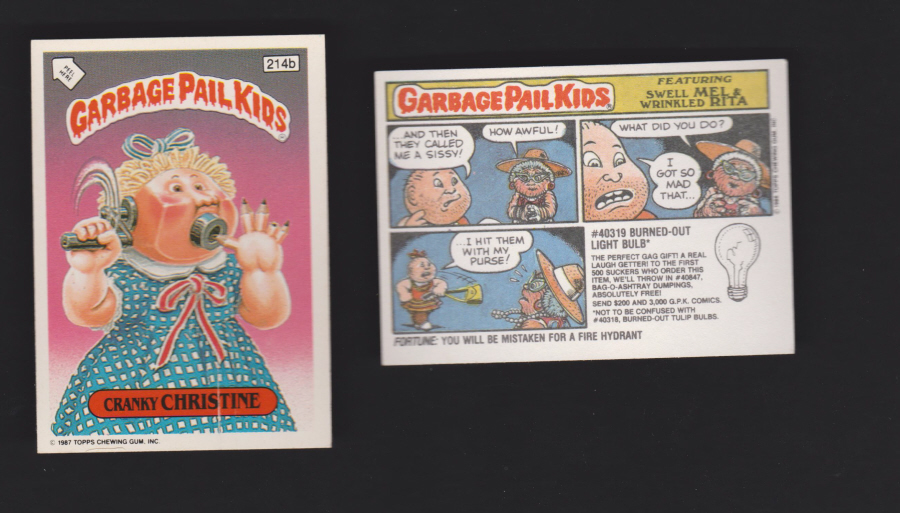 PEEL
HERE
214b
GARBAGE PAIL KIDS
CRANKY CHRISTINE
© 1987 TOPPS CHEWING GUM, INC.
GARBAGE PAIL KIDS
FEATURING
SWELL MEL &
WRINKLED RITA
...AND THEN
THEY CALLED
ME A SISSY!
HOW AWFUL!
WHAT DID YOU DO?
I
GOT SO
MAD
THAT...
© 1986 TOPPS CHEWING GUM, INC.
...I HIT THEM
WITH MY
PURSE!
#40319 BURNED-OUT
LIGHT BULB*
THE PERFECT GAG GIFT! A REAL
LAUGH GETTER! TO THE FIRST
500 SUCKERS WHO ORDER THIS
ITEM, WE'LL THROW IN #40847,
BAG-O-ASHTRAY DUMPINGS,
ABSOLUTELY FREE!
SEND $200 AND 3,000 G.P.K. COMICS.
*NOT TO BE CONFUSED WITH
#40318, BURNED-OUT TULIP BULBS.
FORTUNE: YOU WILL BE MISTAKEN FOR A FIRE HYDRANT